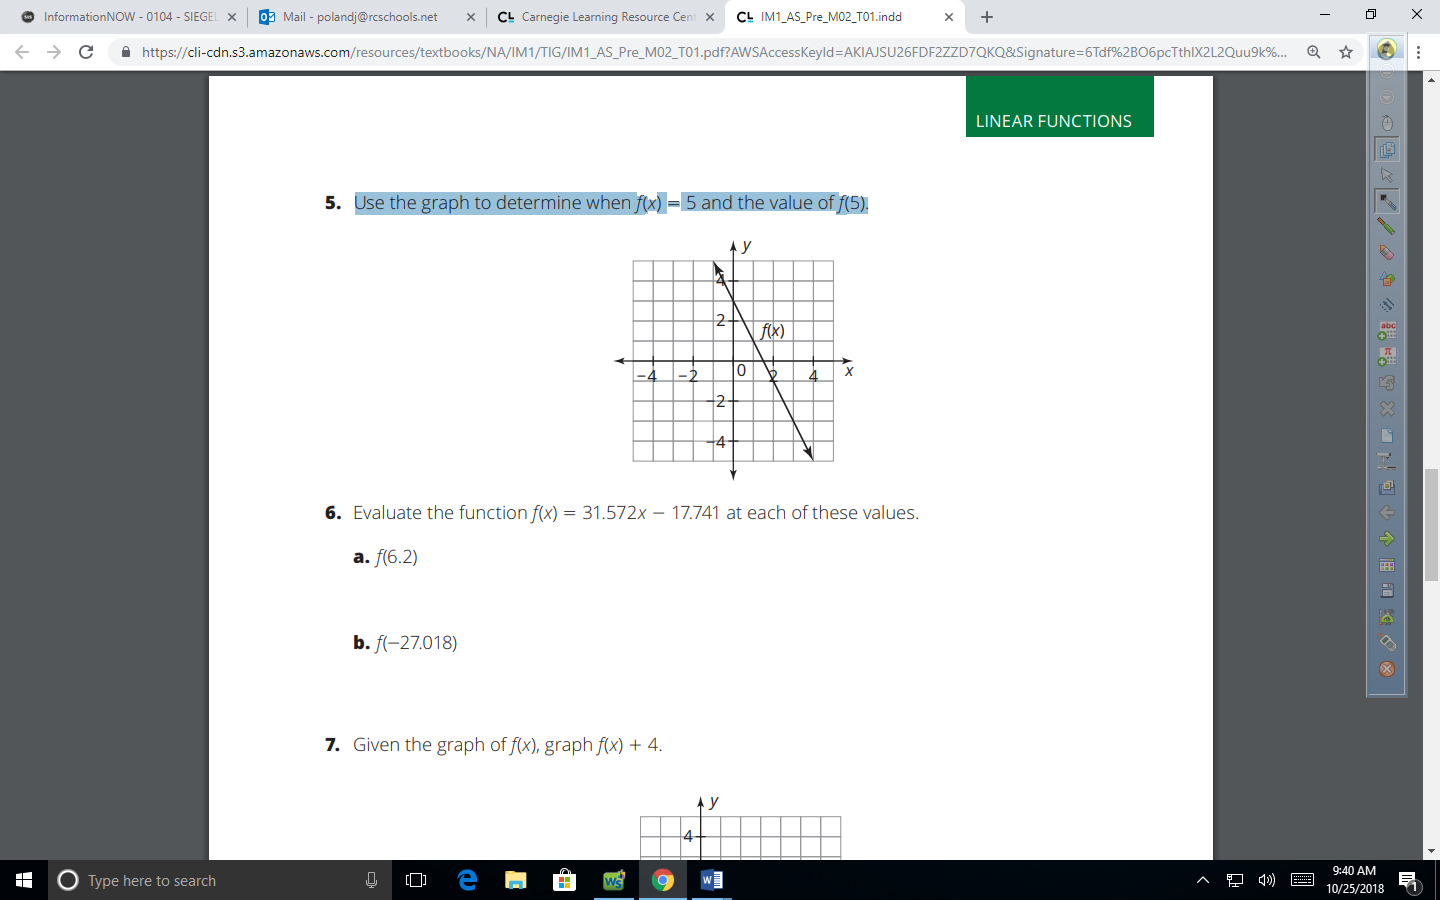 InformationNOW - 0104 - SIEGEL
Mail - polandj@rcschools.net
Carnegie Learning Resource Cen
IM1_AS_Pre_M02_T01.indd
https://cli-cdn.s3.amazonaws.com/resources/textbooks/NA/IM1/TIG/IM1_AS_Pre_M02_T01.pdf?AWSAccessKeyId=AKIAJSU26FDF2ZZD7QKQ&Signature=6Tdf%2BO6pcTthIX2L2Quu9k%...
LINEAR FUNCTIONS
5. Use the graph to determine when f(x) = 5 and the value of f(5).
y
4
2
f(x)
−4 −2 0 2 4 x
−2
−4
6. Evaluate the function f(x) = 31.572x − 17.741 at each of these values.
a. f(6.2)
b. f(−27.018)
7. Given the graph of f(x), graph f(x) + 4.
y
4
abc
π
Type here to search
9:40 AM
10/25/2018
1